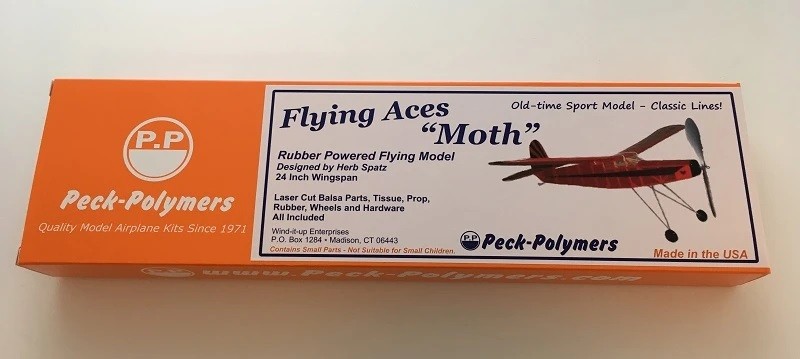 P.P
Peck-Polymers
Quality Model Airplane Kits Since 1971
Flying Aces
“Moth”
Old-time Sport Model - Classic Lines!
Rubber Powered Flying Model
Designed by Herb Spatz
24 Inch Wingspan
Laser Cut Balsa Parts, Tissue, Prop,
Rubber, Wheels and Hardware
All Included
Wind-it-up Enterprises
P.O. Box 1284 • Madison, CT 06443
Contains Small Parts - Not Suitable for Small Children.
P.P Peck-Polymers
Made in the USA
www.Peck-Polymers.com